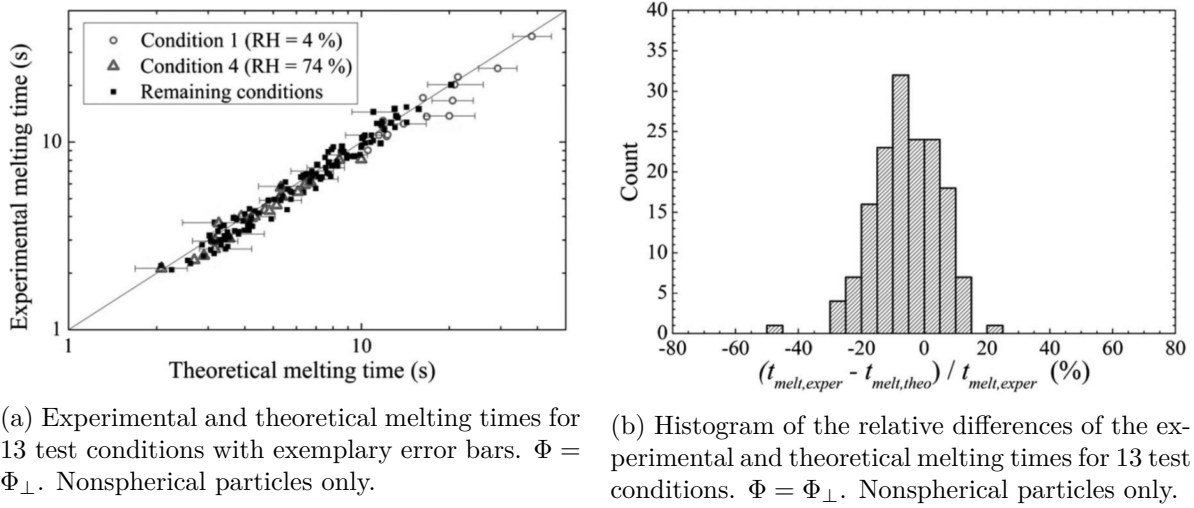 Experimental melting time (s)
10
1
Condition 1 (RH = 4 %)
Condition 4 (RH = 74 %)
Remaining conditions
1
10
Theoretical melting time (s)
Count
40
35
30
25
20
15
10
5
0
-80 -60 -40 -20 0 20 40 60 80
(t_melt,exper - t_melt,theo) / t_melt,exper (%)
(a) Experimental and theoretical melting times for
13 test conditions with exemplary error bars. Φ =
Φ⊥. Nonspherical particles only.
(b) Histogram of the relative differences of the ex-
perimental and theoretical melting times for 13 test
conditions. Φ = Φ⊥. Nonspherical particles only.